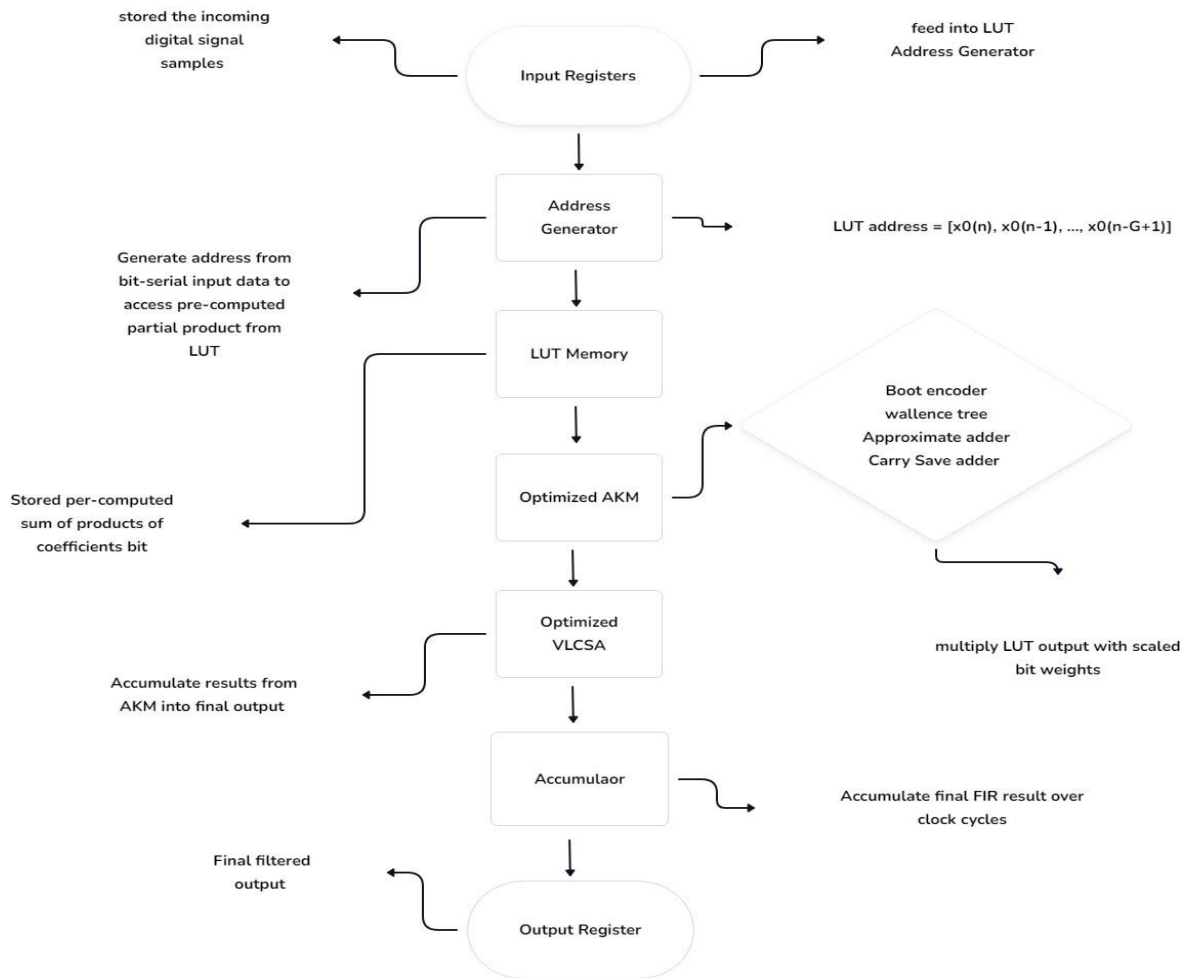 stored the incoming
digital signal
samples
Input Registers
feed into LUT
Address Generator
Address
Generator
LUT address = [x0(n), x0(n-1), ..., x0(n-G+1)]
Generate address from
bit-serial input data to
access pre-computed
partial product from
LUT
LUT Memory
Stored per-computed
sum of products of
coefficients bit
Optimized AKM
Boot encoder
wallence tree
Approximate adder
Carry Save adder
multiply LUT output with scaled
bit weights
Optimized
VLCSA
Accumulate results from
AKM into final output
Accumulaor
Accumulate final FIR result over
clock cycles
Final filtered
output
Output Register